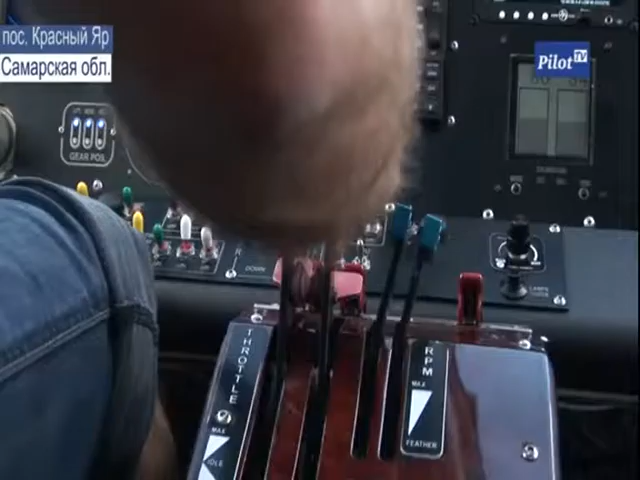 пос. Красный Яр
Самарская обл.
Pilot TV
GEAR POS.
DOWN
THROTTLE
MAX
IDLE
RPM
MAX
FEATHER